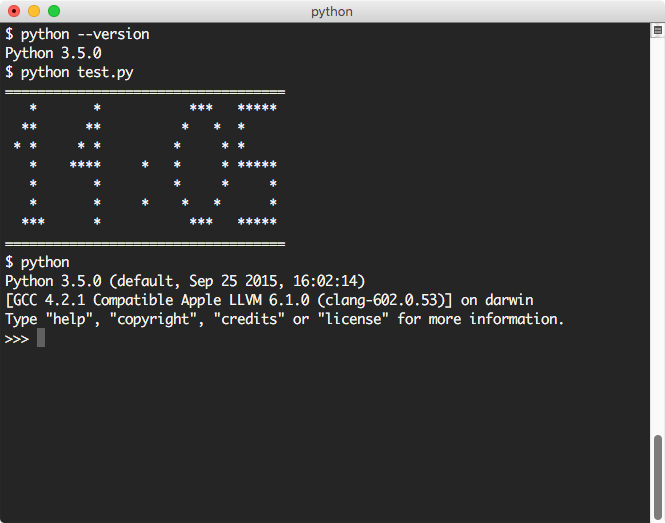 python
$ python --version
Python 3.5.0
$ python test.py
===================================
   *       *           ***   *****
  **      **          *   *  *
 * *     * *         *     * *
   *    ****     *   *     * *****
   *       *         *     *     *
   *       *     *    *   *      *
  ***      *           ***   *****
===================================
$ python
Python 3.5.0 (default, Sep 25 2015, 16:02:14)
[GCC 4.2.1 Compatible Apple LLVM 6.1.0 (clang-602.0.53)] on darwin
Type "help", "copyright", "credits" or "license" for more information.
>>>